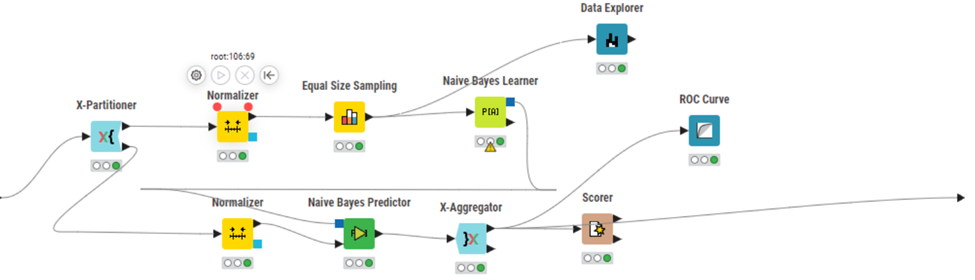 Data Explorer
root:106:69
Equal Size Sampling
Naive Bayes Learner
Normalizer
X-Partitioner
P[A]
ROC Curve
X{
Normalizer
Naive Bayes Predictor
X-Aggregator
Scorer
}X